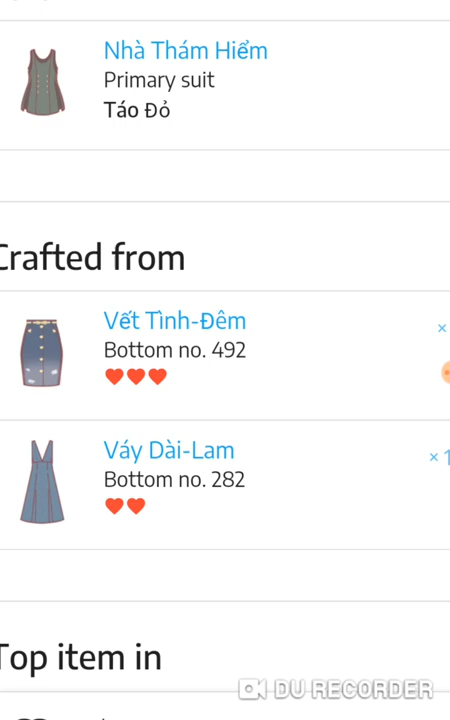 Nhà Thám Hiểm
Primary suit
Táo Đỏ
Crafted from
Vết Tình-Đêm
Bottom no. 492
×
Váy Dài-Lam
Bottom no. 282
× 1
Top item in
DU RECORDER